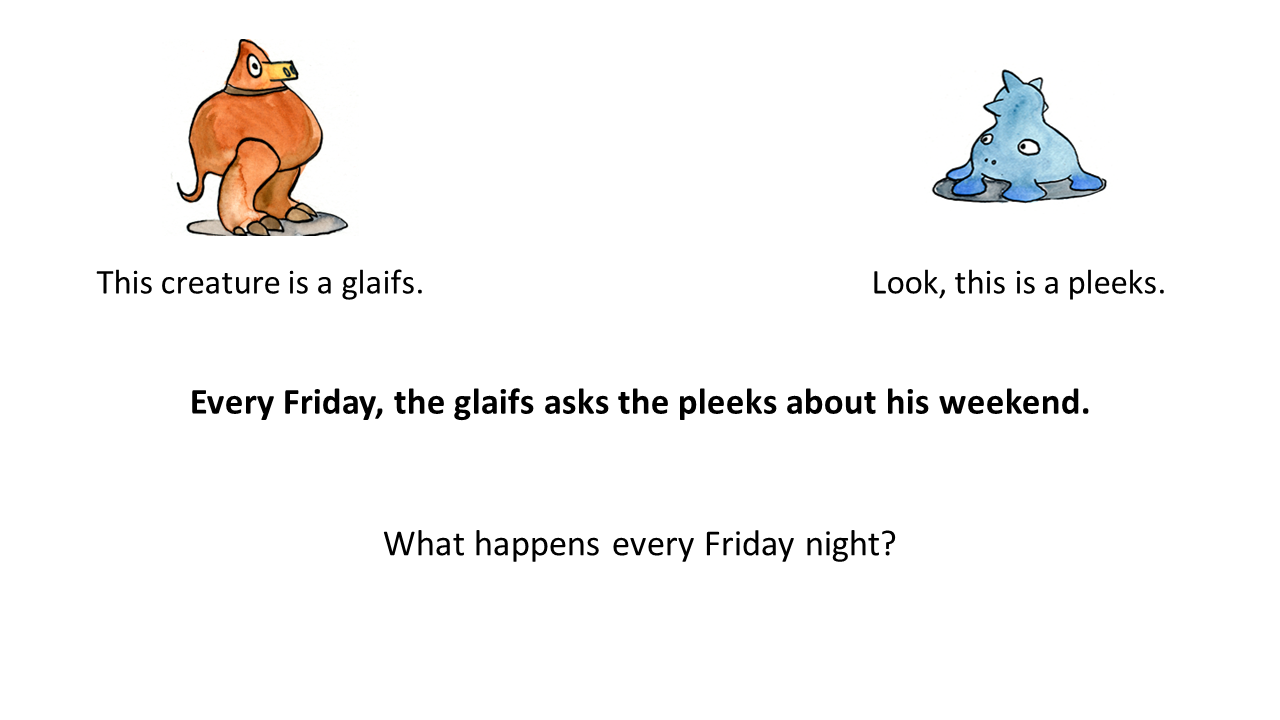 This creature is a glaifs.
Look, this is a pleeks.
Every Friday, the glaifs asks the pleeks about his weekend.
What happens every Friday night?